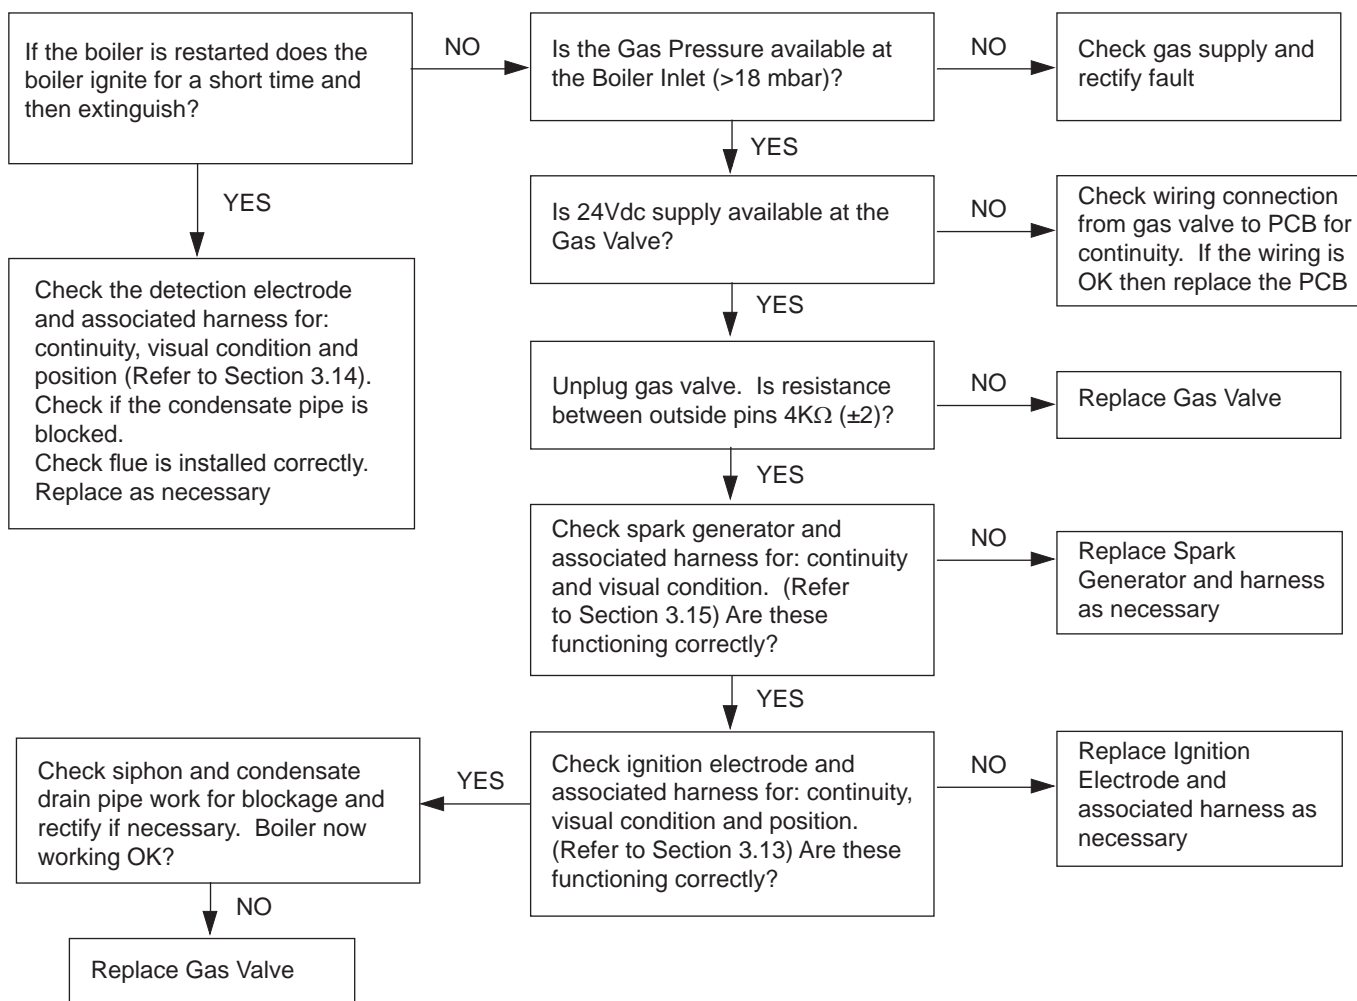 If the boiler is restarted does the
boiler ignite for a short time and
then extinguish?
NO
Is the Gas Pressure available at
the Boiler Inlet (>18 mbar)?
NO
Check gas supply and
rectify fault
YES
YES
Check the detection electrode
and associated harness for:
continuity, visual condition and
position (Refer to Section 3.14).
Check if the condensate pipe is
blocked.
Check flue is installed correctly.
Replace as necessary
Is 24Vdc supply available at the
Gas Valve?
NO
Check wiring connection
from gas valve to PCB for
continuity.  If the wiring is
OK then replace the PCB
YES
Unplug gas valve.  Is resistance
between outside pins 4KΩ (±2)?
NO
Replace Gas Valve
YES
Check spark generator and
associated harness for: continuity
and visual condition.  (Refer
to Section 3.15) Are these
functioning correctly?
NO
Replace Spark
Generator and harness
as necessary
YES
Check ignition electrode and
associated harness for: continuity,
visual condition and position.
(Refer to Section 3.13) Are these
functioning correctly?
NO
Replace Ignition
Electrode and
associated harness as
necessary
YES
Check siphon and condensate
drain pipe work for blockage and
rectify if necessary.  Boiler now
working OK?
NO
Replace Gas Valve